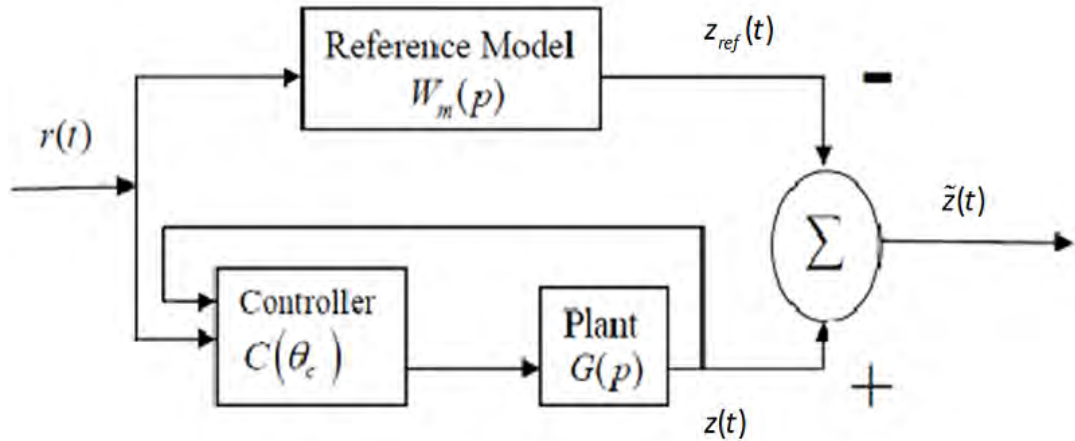 Reference Model
W_m(p)
z_ref(t)
-
r(t)
z̃(t)
Σ
Controller
C(θ_c)
Plant
G(p)
+
z(t)